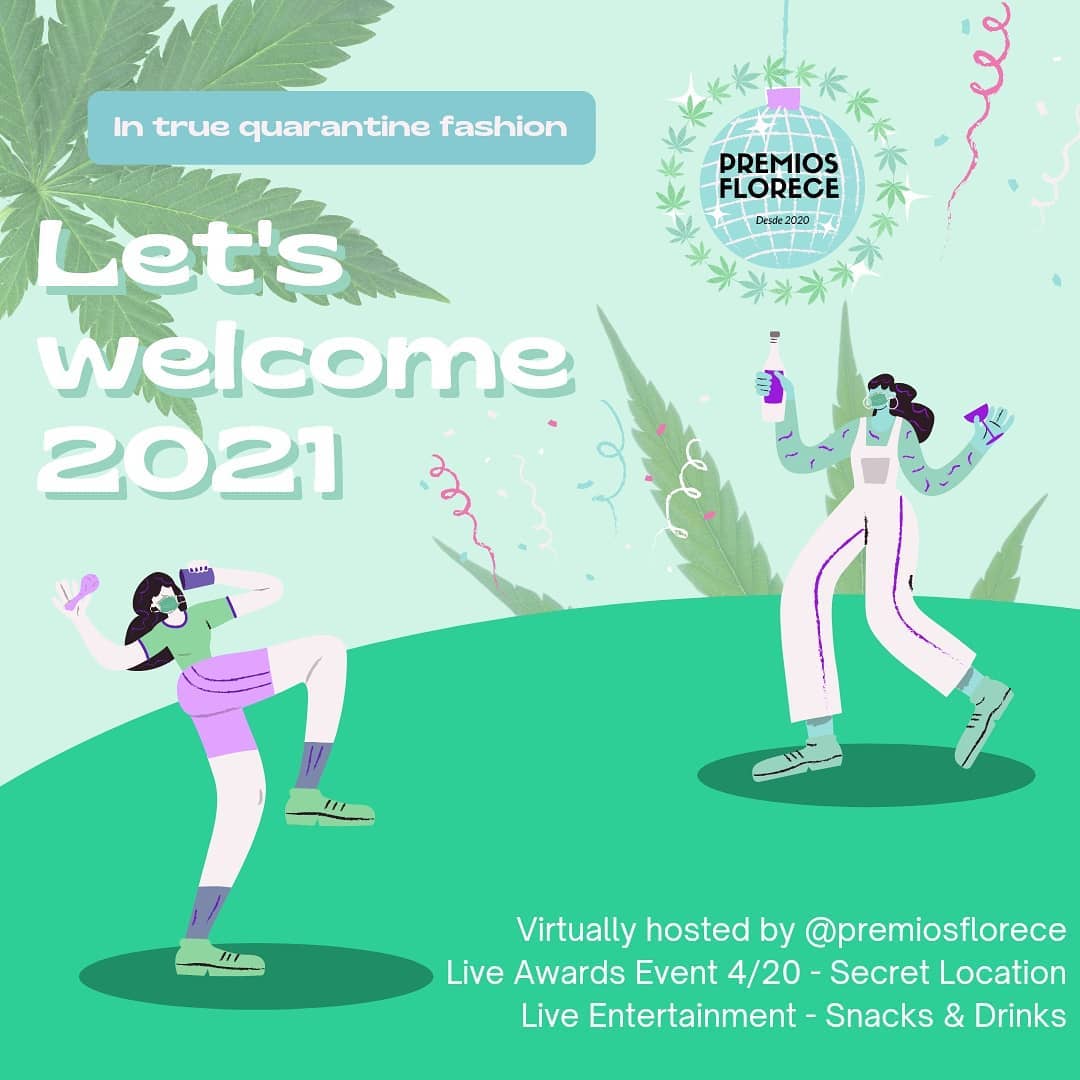 In true quarantine fashion
PREMIOS
FLORECE
Desde 2020
Let's
welcome
2021
Virtually hosted by @premiosflorece
Live Awards Event 4/20 - Secret Location
Live Entertainment - Snacks & Drinks